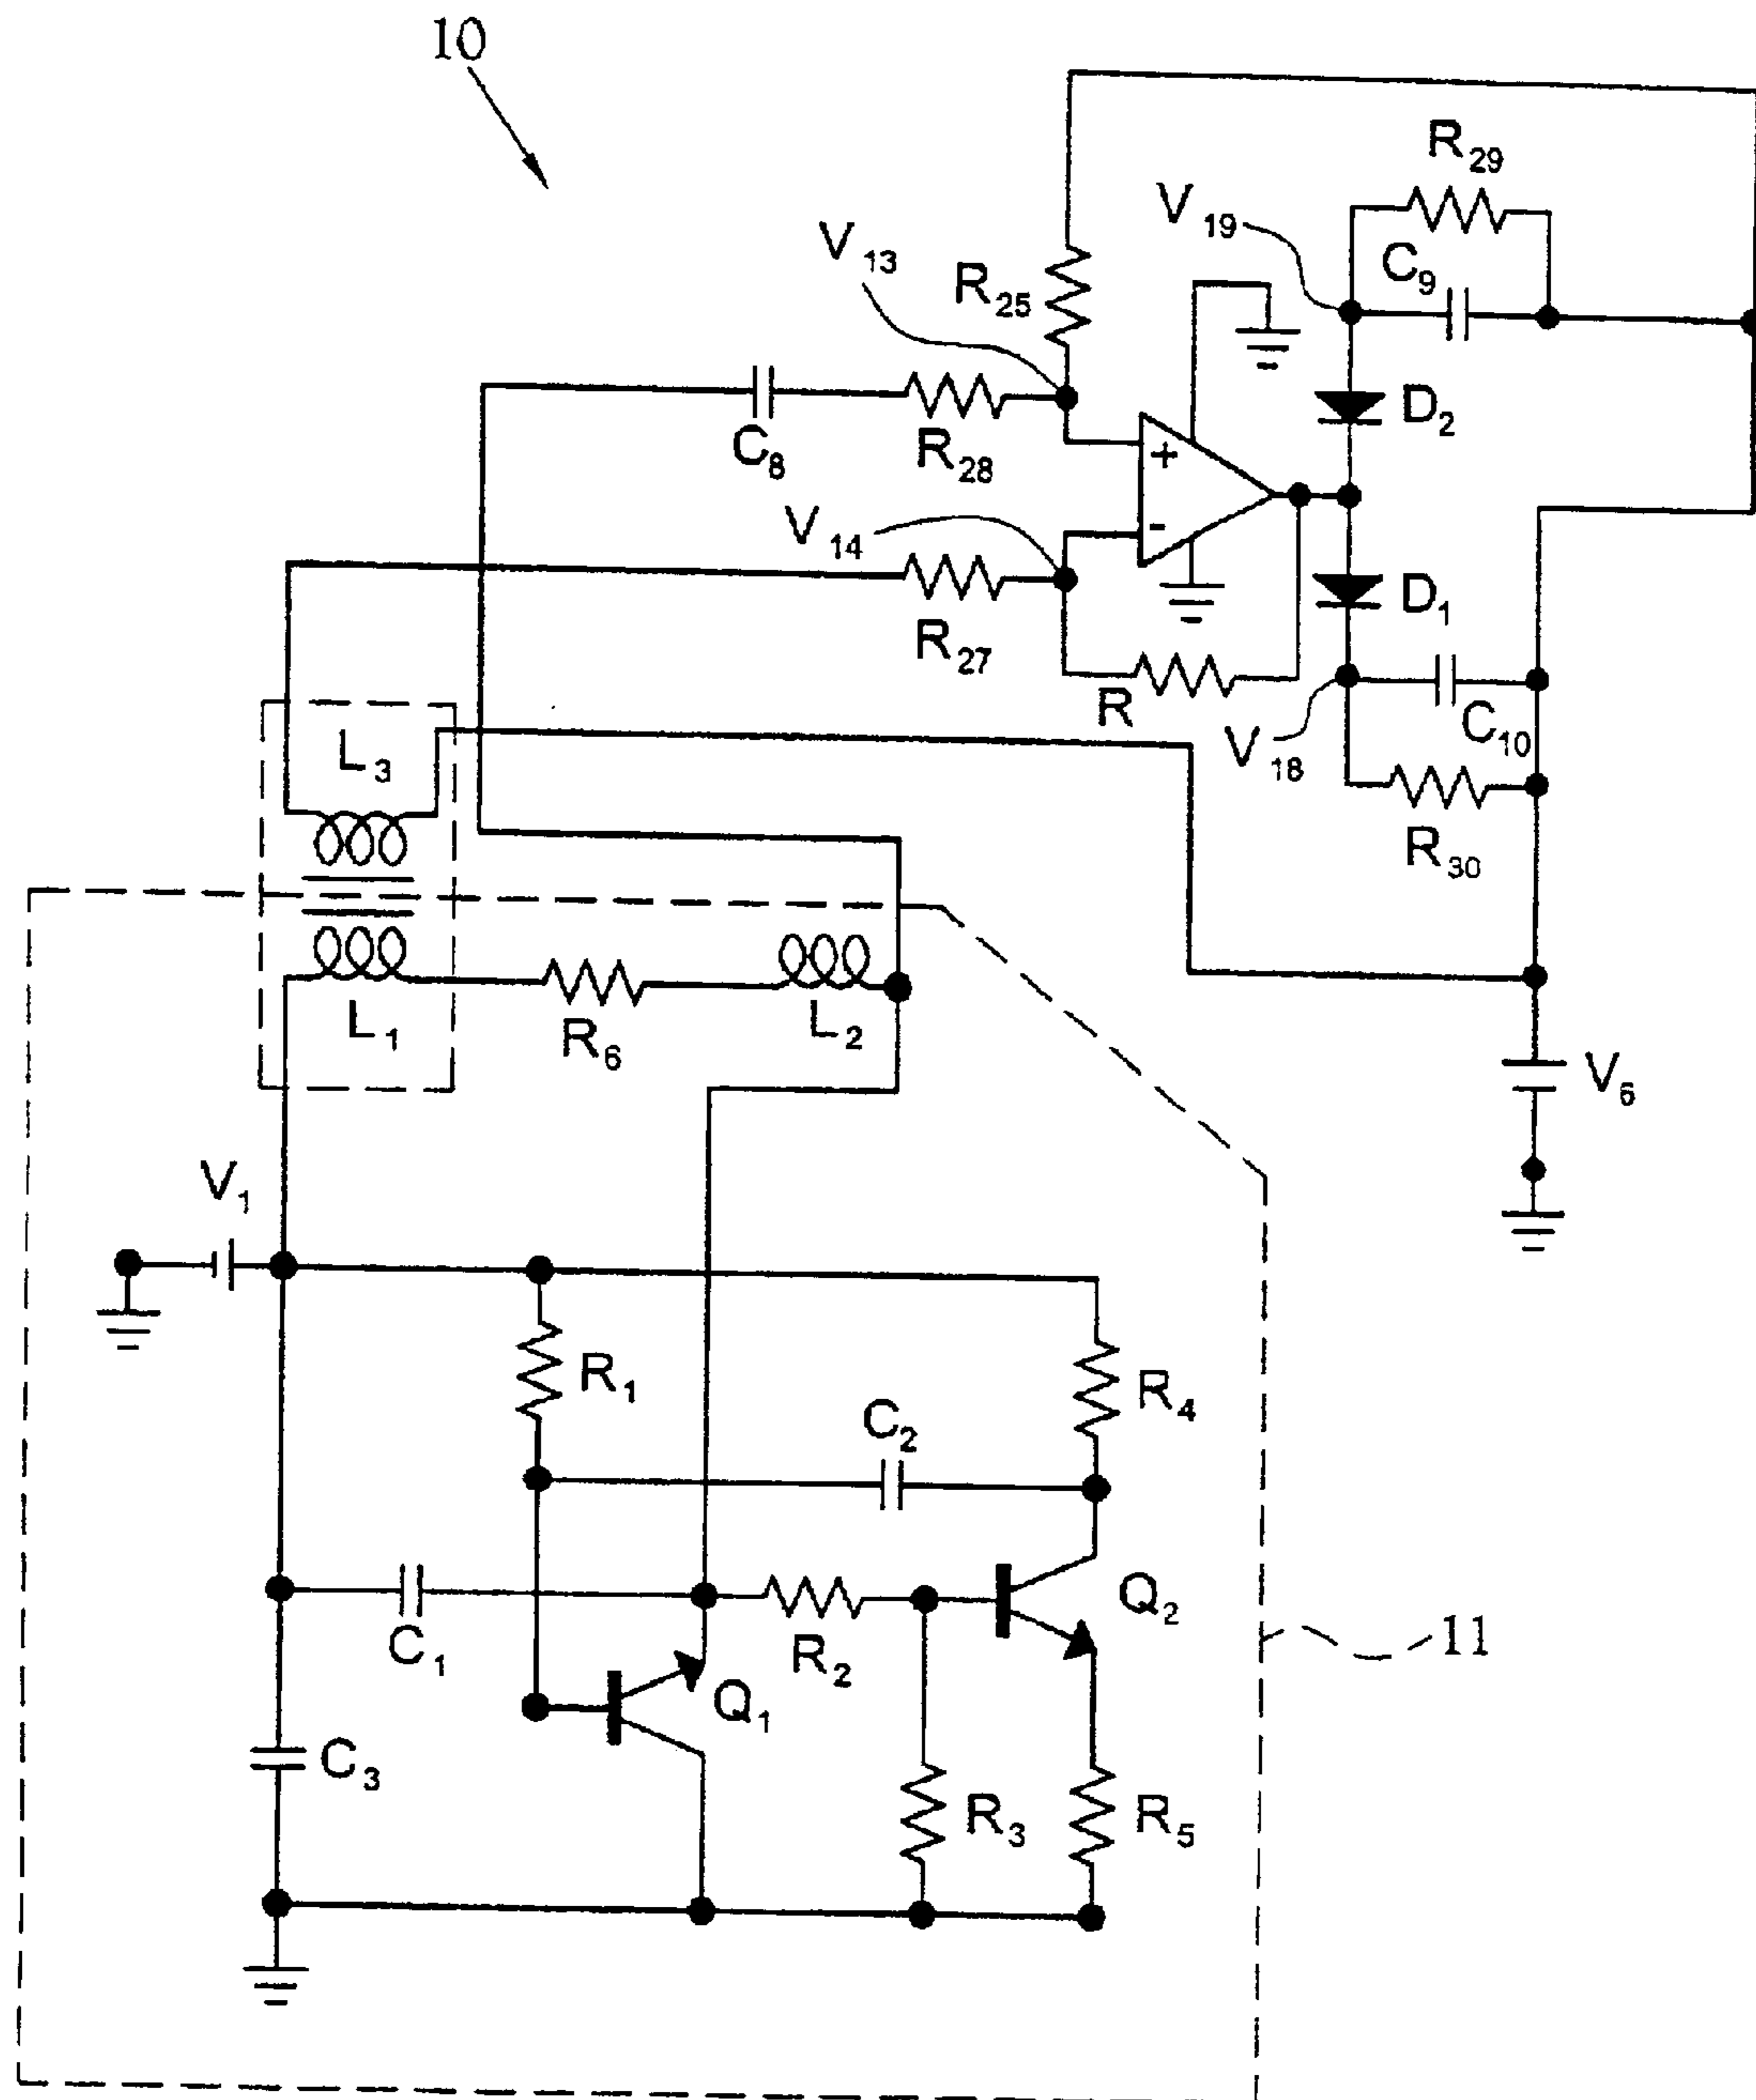 10
R29
V19
V13
C9
R25
D2
C8
R28
+
V14
-
D1
R27
R
C10
V18
L3
R30
L1
R6
L2
V6
V1
R1
R4
C2
Q2
C1
R2
11
Q1
C3
R3
R5